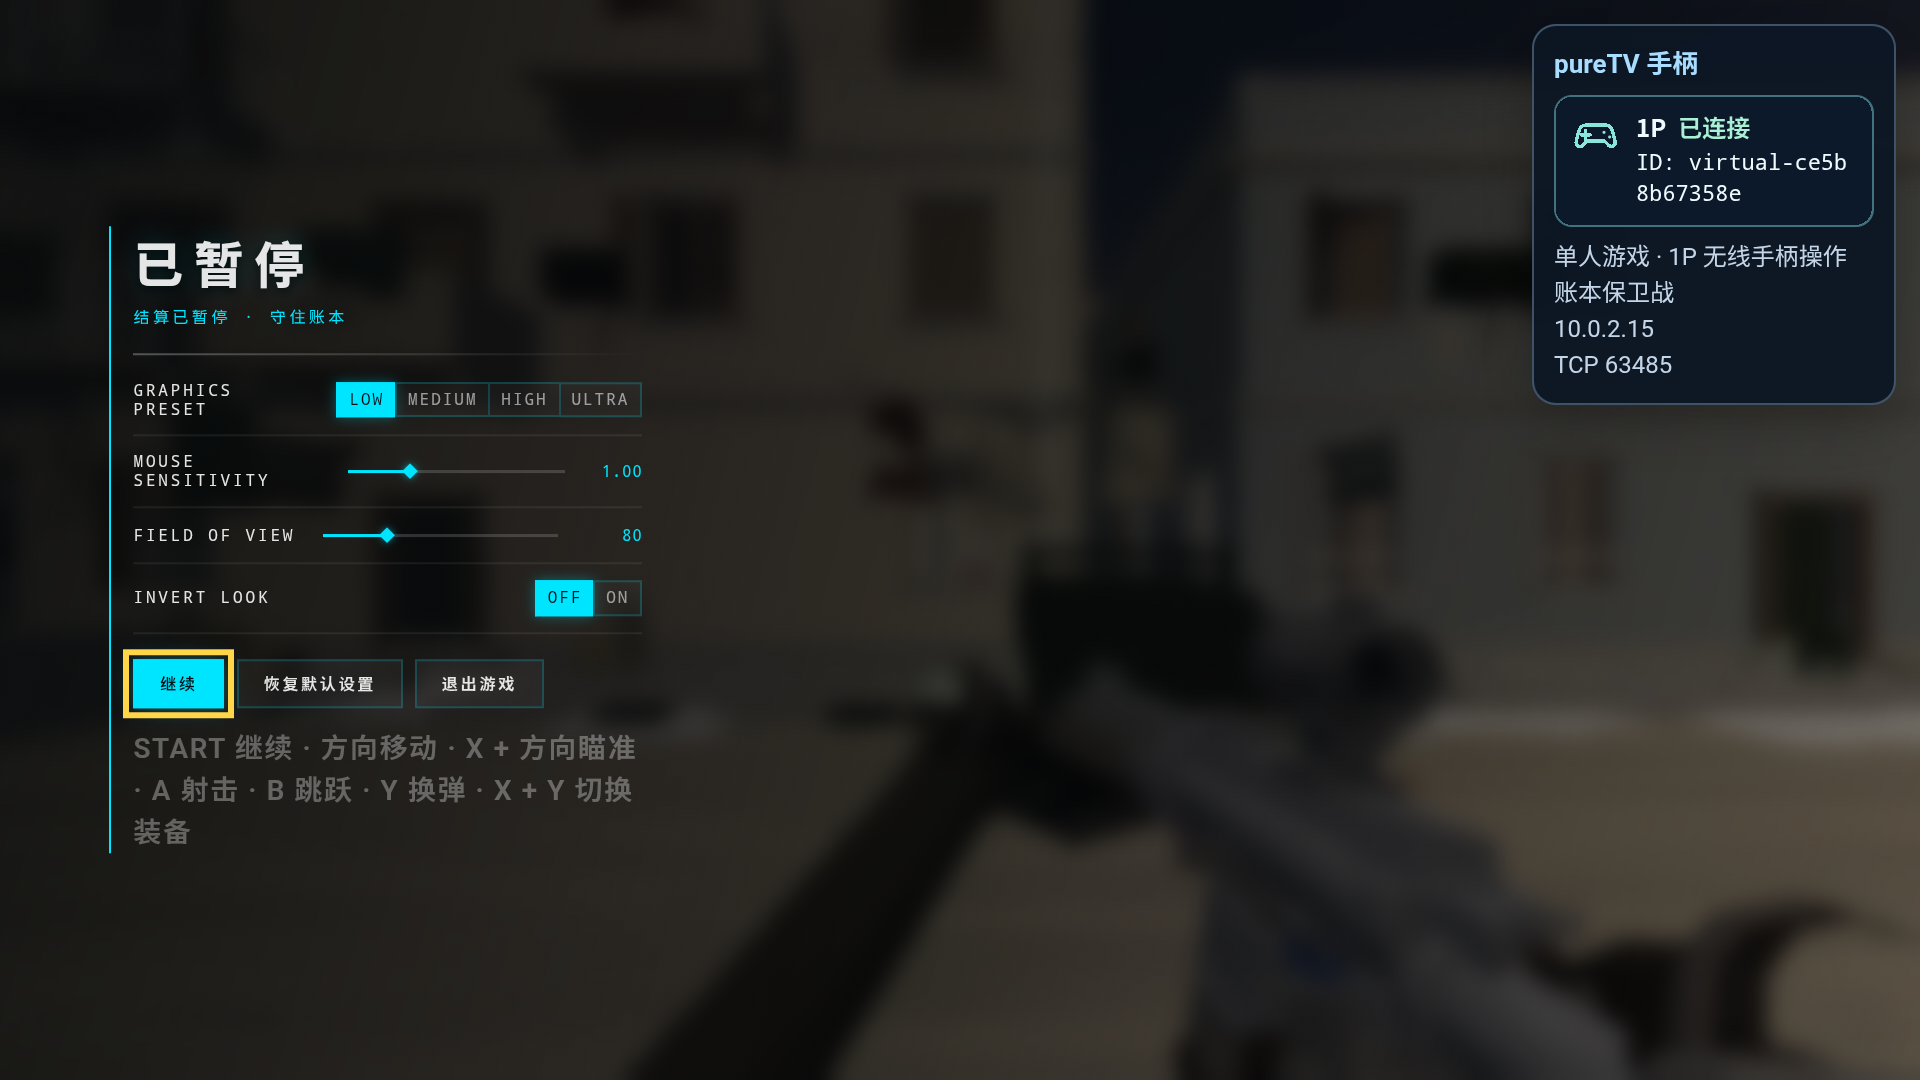 已暂停
结算已暂停 · 守住账本
GRAPHICS
PRESET
LOW MEDIUM HIGH ULTRA
MOUSE
SENSITIVITY
1.00
FIELD OF VIEW
80
INVERT LOOK
OFF ON
继续 恢复默认设置 退出游戏
START 继续 · 方向移动 · X + 方向瞄准
· A 射击 · B 跳跃 · Y 换弹 · X + Y 切换
装备
pureTV 手柄
1P 已连接
ID: virtual-ce5b
8b67358e
单人游戏 · 1P 无线手柄操作
账本保卫战
10.0.2.15
TCP 63485